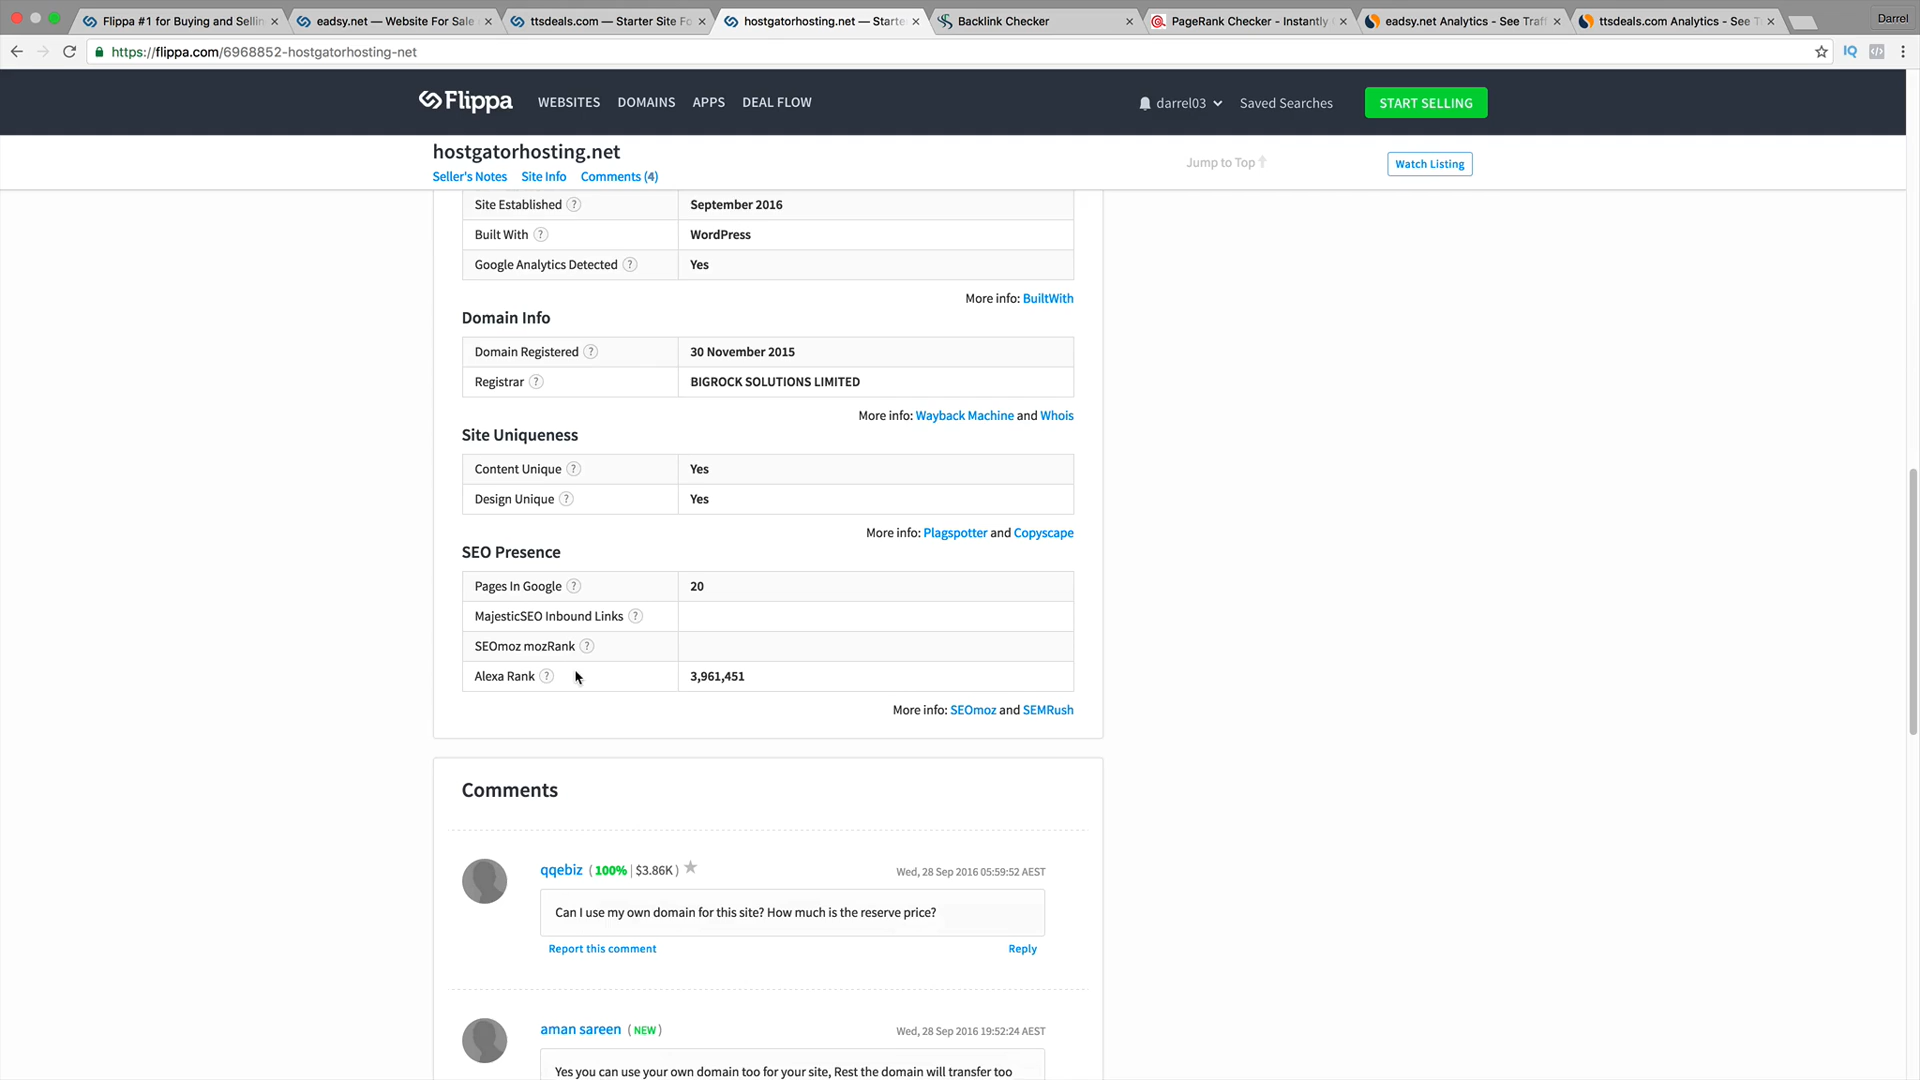 Flippa #1 for Buying and Sellin
eadsy.net — Website For Sale
ttsdeals.com — Starter Site Fo
hostgatorhosting.net — Starte
Backlink Checker
PageRank Checker - Instantly
eadsy.net Analytics - See Traf
ttsdeals.com Analytics - See T
Darrel
https://flippa.com/6968852-hostgatorhosting-net
IQ
Flippa
WEBSITES
DOMAINS
APPS
DEAL FLOW
darrel03
Saved Searches
START SELLING
hostgatorhosting.net
Jump to Top
Watch Listing
Seller's Notes
Site Info
Comments (4)
Site Established ? September 2016
Built With ? WordPress
Google Analytics Detected ? Yes
More info: BuiltWith
Domain Info
Domain Registered ? 30 November 2015
Registrar ? BIGROCK SOLUTIONS LIMITED
More info: Wayback Machine and Whois
Site Uniqueness
Content Unique ? Yes
Design Unique ? Yes
More info: Plagspotter and Copyscape
SEO Presence
Pages In Google ? 20
MajesticSEO Inbound Links ?
SEOmoz mozRank ?
Alexa Rank ? 3,961,451
More info: SEOmoz and SEMRush
Comments
qqebiz ( 100% | $3.86K )
Wed, 28 Sep 2016 05:59:52 AEST
Can I use my own domain for this site? How much is the reserve price?
Report this comment
Reply
aman sareen ( NEW )
Wed, 28 Sep 2016 19:52:24 AEST
Yes you can use your own domain too for your site, Rest the domain will transfer too